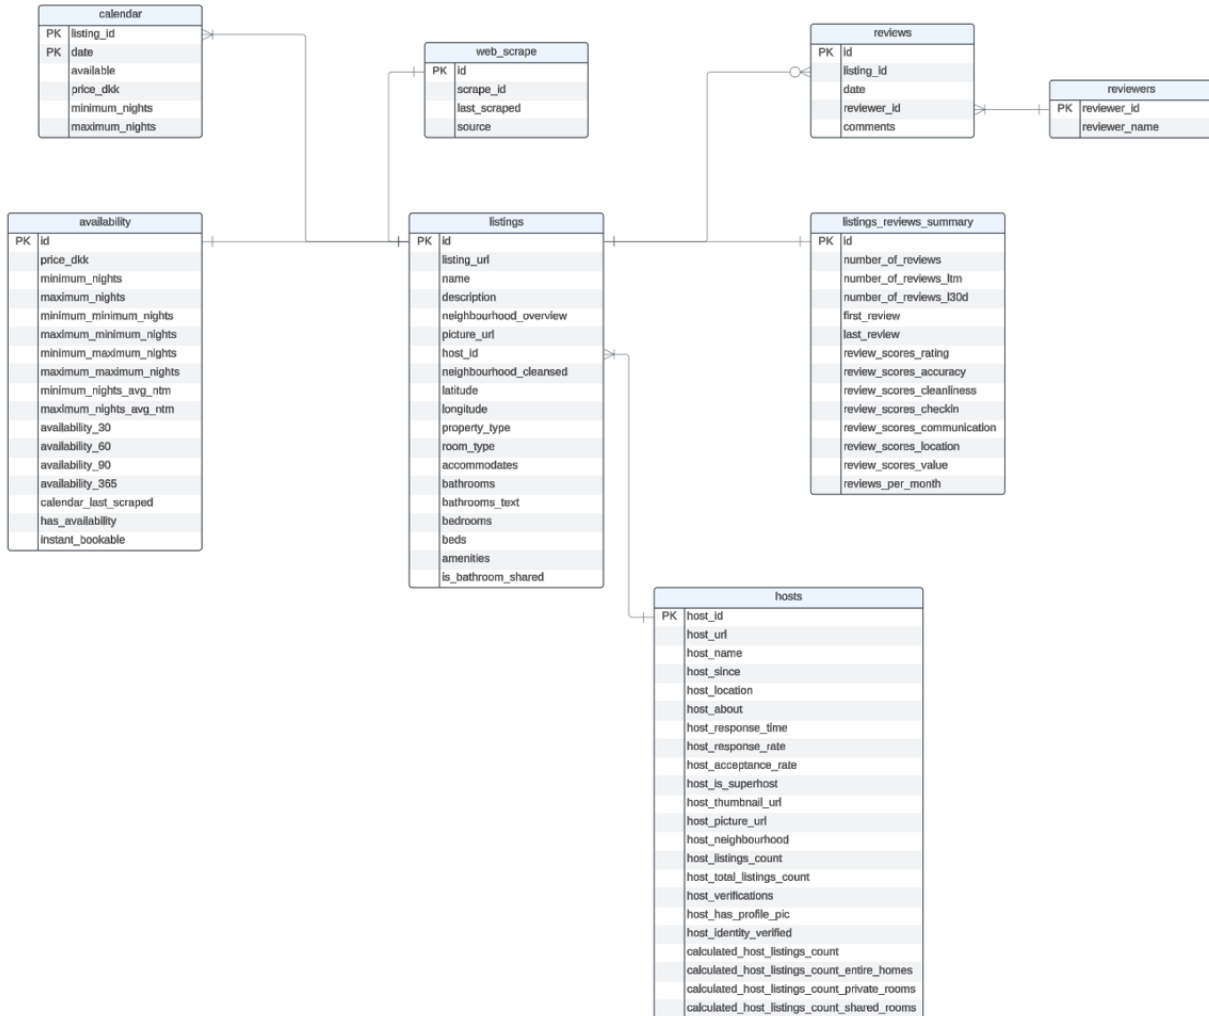 calendar
PK listing_id
PK date
available
price_dkk
minimum_nights
maximum_nights
web_scrape
PK id
scrape_id
last_scraped
source
reviews
PK id
listing_id
date
reviewer_id
comments
reviewers
PK reviewer_id
reviewer_name
availability
PK id
price_dkk
minimum_nights
maximum_nights
minimum_minimum_nights
maximum_minimum_nights
minimum_maximum_nights
maximum_maximum_nights
minimum_nights_avg_ntm
maximum_nights_avg_ntm
availability_30
availability_60
availability_90
availability_365
calendar_last_scraped
has_availability
instant_bookable
listings
PK id
listing_url
name
description
neighbourhood_overview
picture_url
host_id
neighbourhood_cleansed
latitude
longitude
property_type
room_type
accommodates
bathrooms
bathrooms_text
bedrooms
beds
amenities
is_bathroom_shared
listings_reviews_summary
PK id
number_of_reviews
number_of_reviews_ltm
number_of_reviews_l30d
first_review
last_review
review_scores_rating
review_scores_accuracy
review_scores_cleanliness
review_scores_checkin
review_scores_communication
review_scores_location
review_scores_value
reviews_per_month
hosts
PK host_id
host_url
host_name
host_since
host_location
host_about
host_response_time
host_response_rate
host_acceptance_rate
host_is_superhost
host_thumbnail_url
host_picture_url
host_neighbourhood
host_listings_count
host_total_listings_count
host_verifications
host_has_profile_pic
host_identity_verified
calculated_host_listings_count
calculated_host_listings_count_entire_homes
calculated_host_listings_count_private_rooms
calculated_host_listings_count_shared_rooms